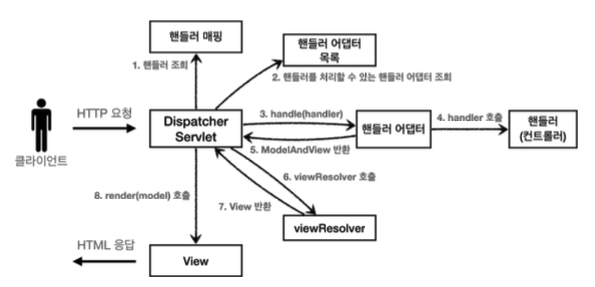 핸들러 매핑
핸들러 어댑터
목록
1. 핸들러 조회
2. 핸들러를 처리할 수 있는 핸들러 어댑터 조회
HTTP 요청
클라이언트
Dispatcher
Servlet
3. handle(handler)
핸들러 어댑터
4. handler 호출
핸들러
(컨트롤러)
5. ModelAndView 반환
6. viewResolver 호출
7. View 반환
8. render(model) 호출
viewResolver
HTML 응답
View